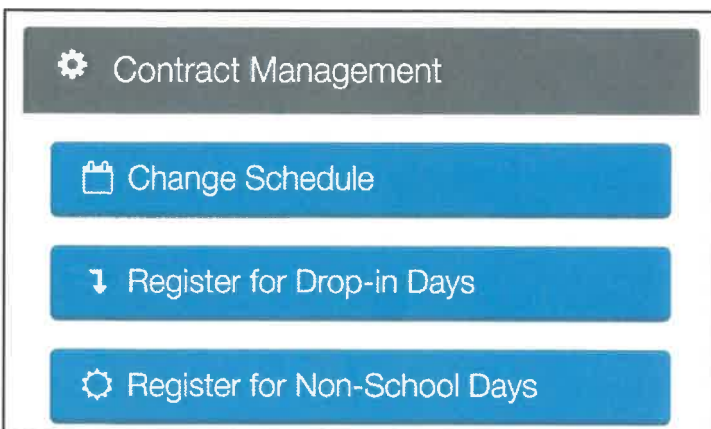 Contract Management
Change Schedule
Register for Drop-in Days
Register for Non-School Days